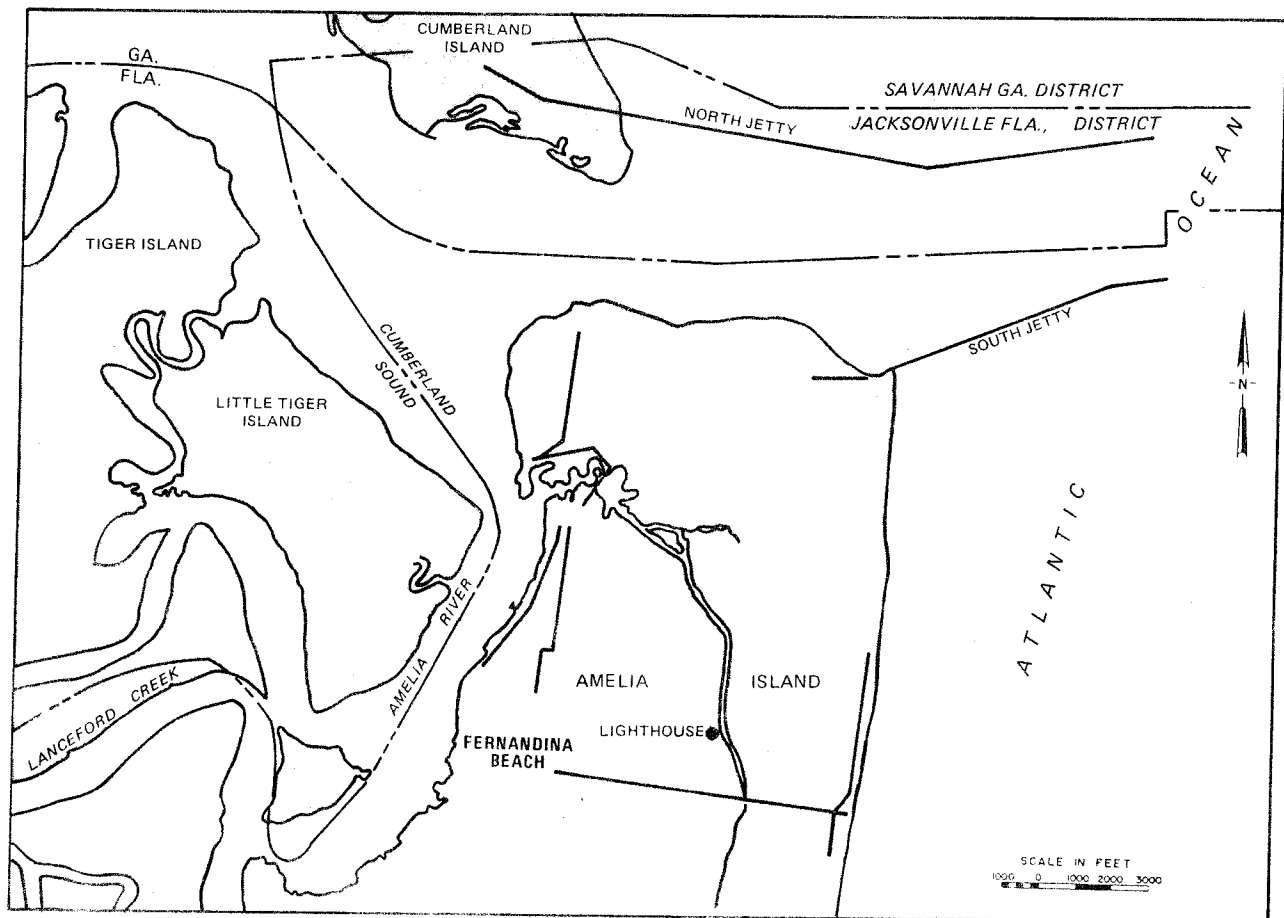 CUMBERLAND
ISLAND
GA.
FLA.
SAVANNAH GA. DISTRICT
JACKSONVILLE FLA., DISTRICT
NORTH JETTY
OCEAN
TIGER ISLAND
CUMBERLAND
SOUND
SOUTH JETTY
N
LITTLE TIGER
ISLAND
ATLANTIC
AMELIA RIVER
LANCEFORD CREEK
AMELIA ISLAND
LIGHTHOUSE
FERNANDINA
BEACH
SCALE IN FEET
1000 0 1000 2000 3000